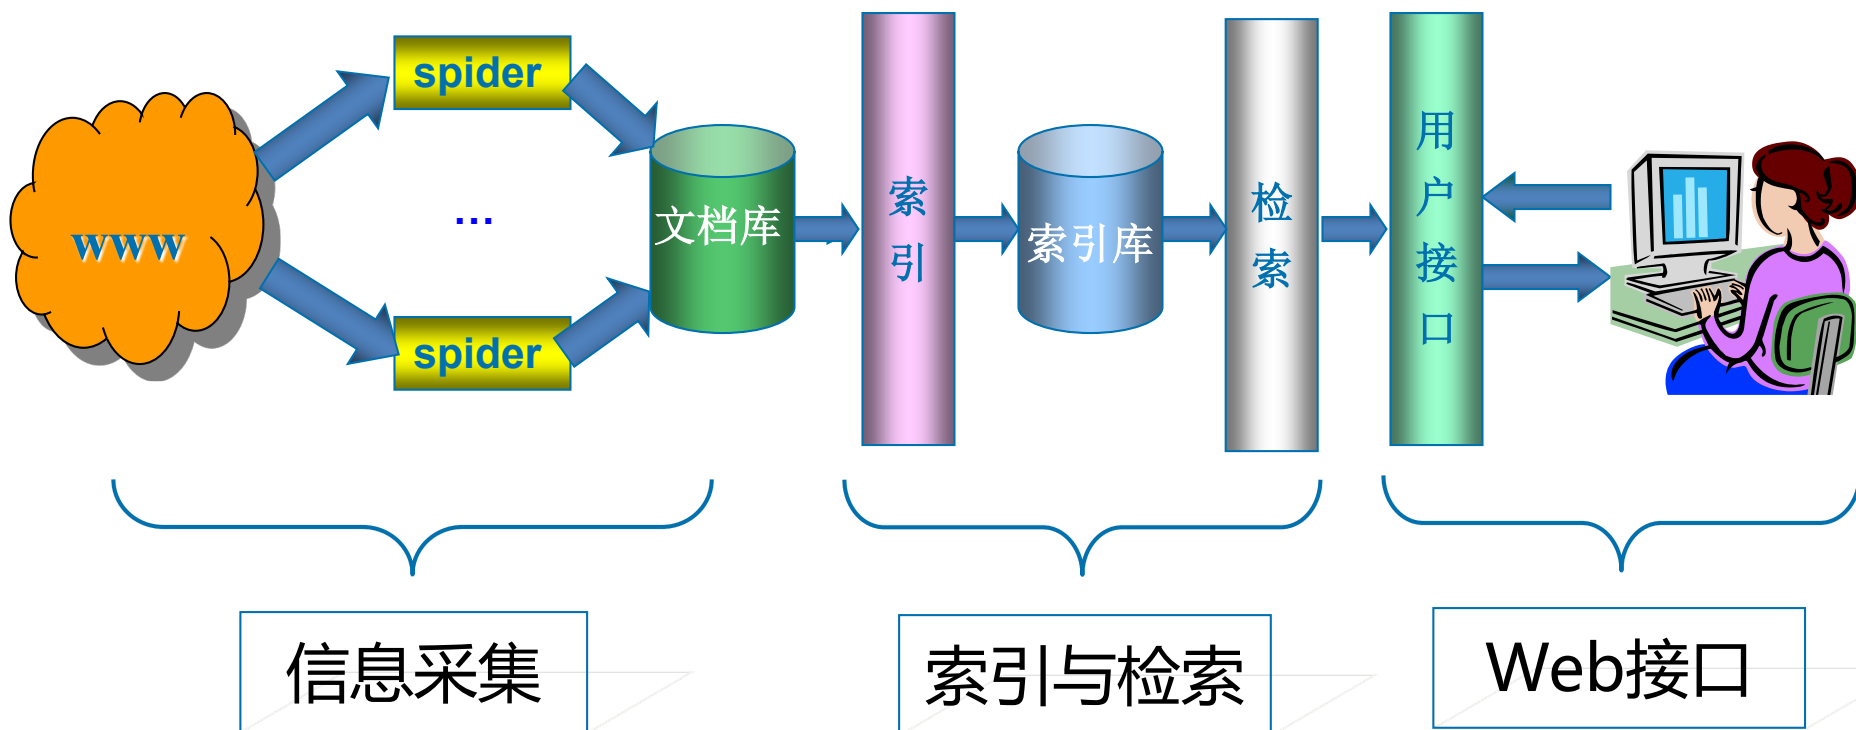 spider
www
...
spider
文档库
索引
索引库
检索
用户接口
信息采集
索引与检索
Web接口